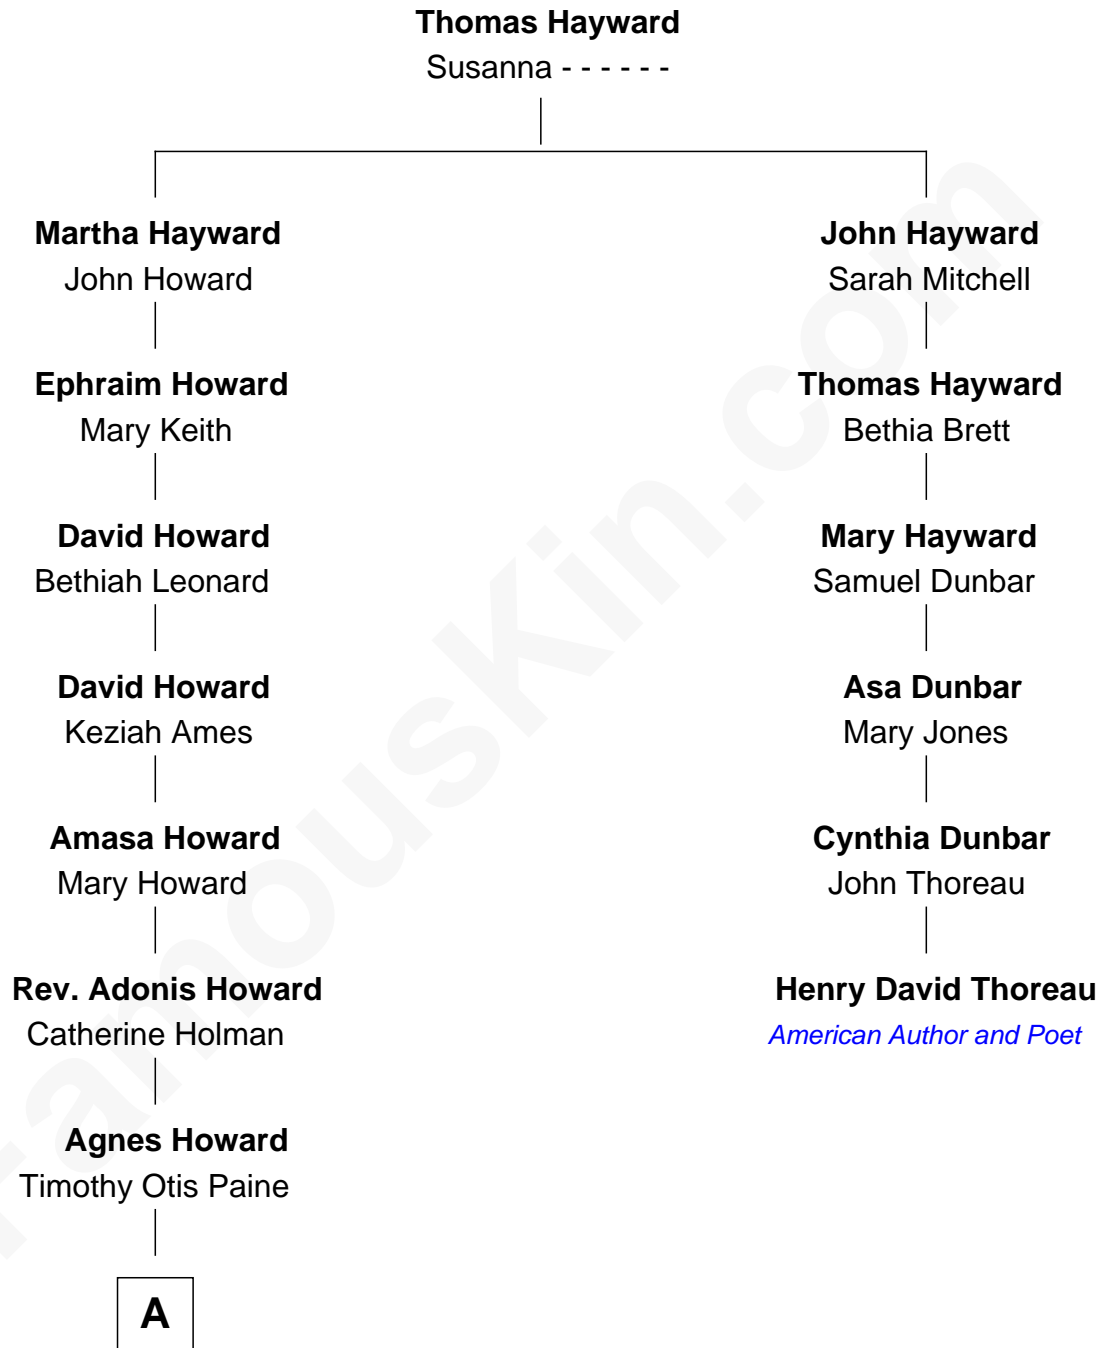 Thomas Hayward
Susanna - - - - - -
Martha Hayward
John Howard
John Hayward
Sarah Mitchell
Ephraim Howard
Mary Keith
Thomas Hayward
Bethia Brett
David Howard
Bethiah Leonard
Mary Hayward
Samuel Dunbar
David Howard
Keziah Ames
Asa Dunbar
Mary Jones
Amasa Howard
Mary Howard
Cynthia Dunbar
John Thoreau
Rev. Adonis Howard
Catherine Holman
Henry David Thoreau
American Author and Poet
Agnes Howard
Timothy Otis Paine
A
FamousKin.com